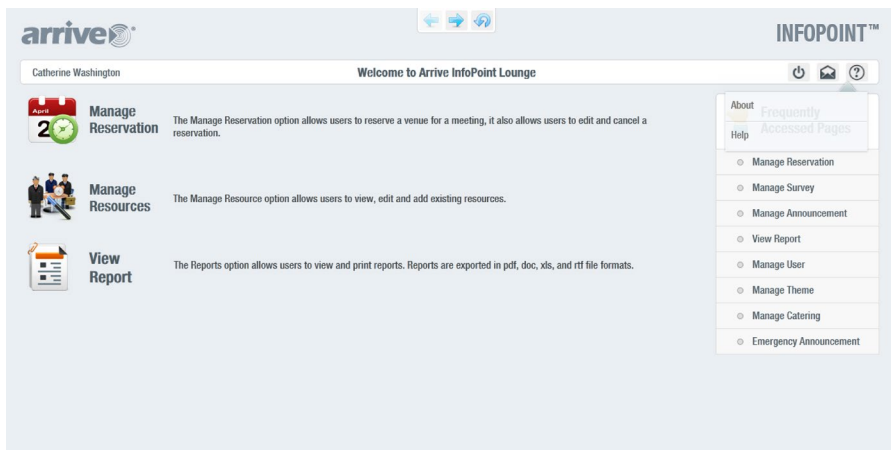 arrive
INFOPOINT™
Catherine Washington
Welcome to Arrive InfoPoint Lounge
?
April
2
Manage
Reservation
The Manage Reservation option allows users to reserve a venue for a meeting, it also allows users to edit and cancel a
reservation.
Manage
Resources
The Manage Resource option allows users to view, edit and add existing resources.
View
Report
The Reports option allows users to view and print reports. Reports are exported in pdf, doc, xls, and rtf file formats.
About
Help
Frequently
Accessed Pages
Manage Reservation
Manage Survey
Manage Announcement
View Report
Manage User
Manage Theme
Manage Catering
Emergency Announcement